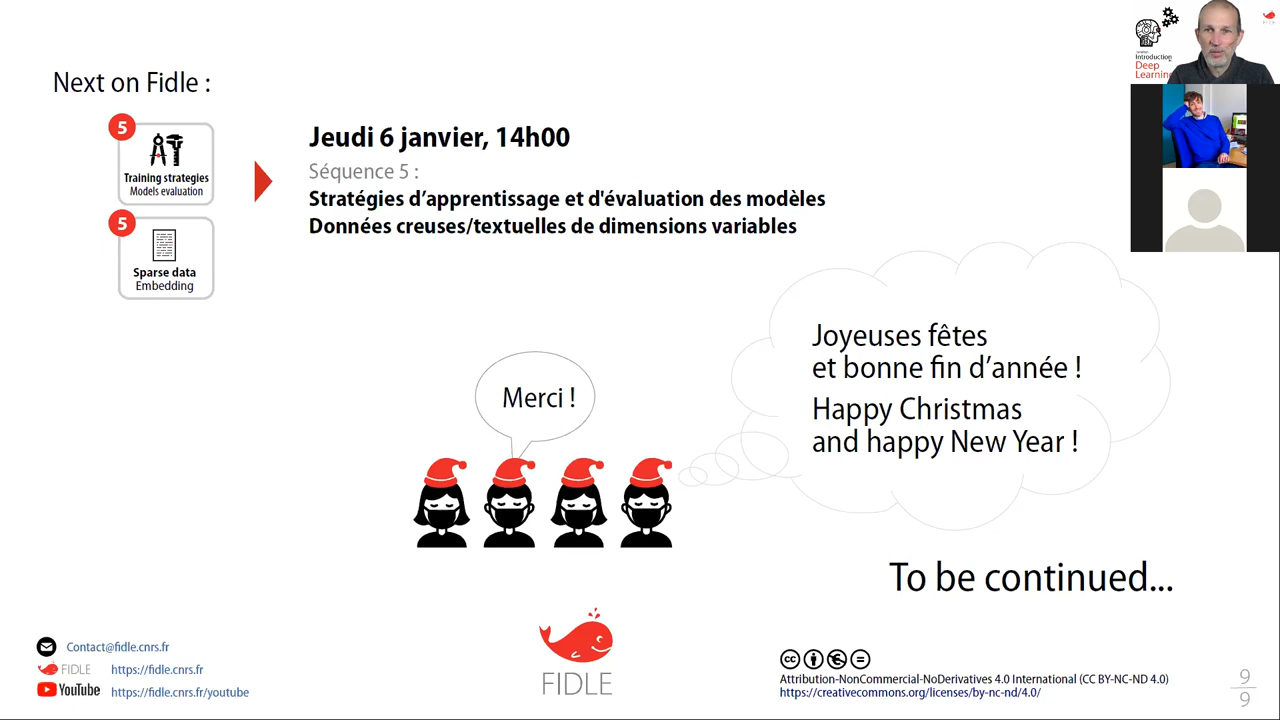 Next on Fidle :
5
Training strategies
Models evaluation
5
Sparse data
Embedding
Jeudi 6 janvier, 14h00
Séquence 5 :
Stratégies d’apprentissage et d'évaluation des modèles
Données creuses/textuelles de dimensions variables
Introduction
Deep
Learning
Merci !
Joyeuses fêtes
et bonne fin d’année !
Happy Christmas
and happy New Year !
To be continued...
Contact@fidle.cnrs.fr
FIDLE
https://fidle.cnrs.fr
YouTube
https://fidle.cnrs.fr/youtube
FIDLE
cc
Attribution-NonCommercial-NoDerivatives 4.0 International (CC BY-NC-ND 4.0)
https://creativecommons.org/licenses/by-nc-nd/4.0/
9
9